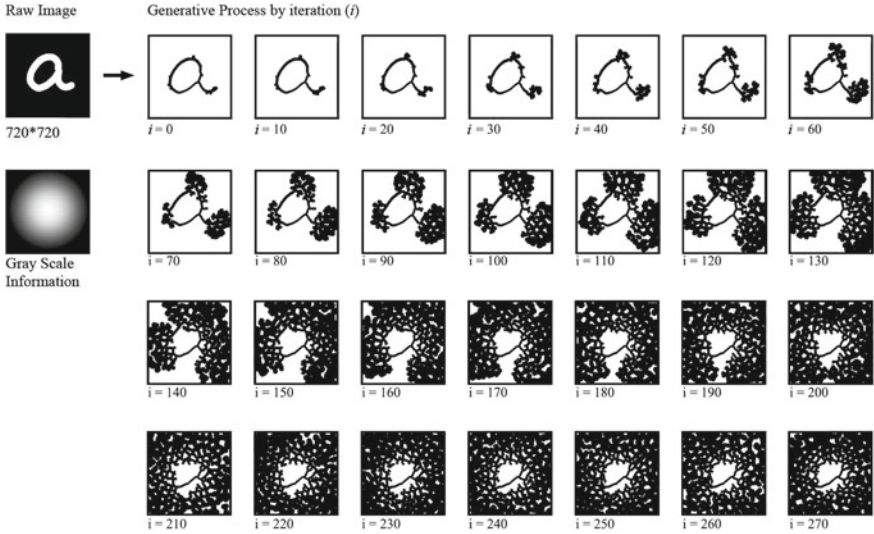 Raw Image
Generative Process by iteration (i)
a
720*720
i = 0
i = 10
i = 20
i = 30
i = 40
i = 50
i = 60
Gray Scale
Information
i = 70
i = 80
i = 90
i = 100
i = 110
i = 120
i = 130
i = 140
i = 150
i = 160
i = 170
i = 180
i = 190
i = 200
i = 210
i = 220
i = 230
i = 240
i = 250
i = 260
i = 270